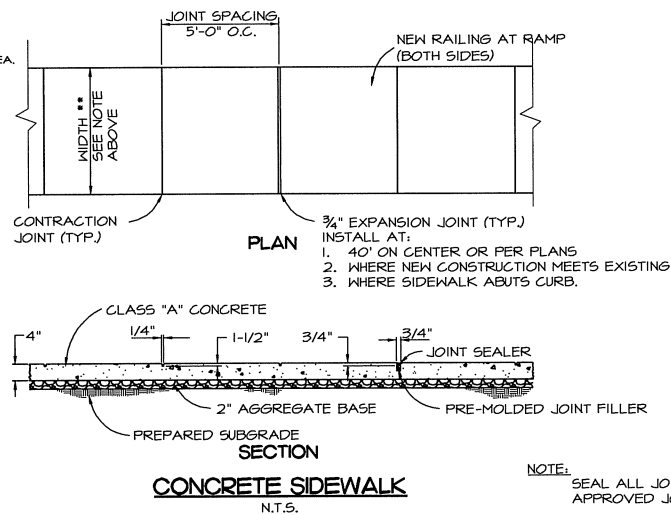 JOINT SPACING
5'-0" O.C.
EA.
NEW RAILING AT RAMP
(BOTH SIDES)
WIDTH **
SEE NOTE
ABOVE
CONTRACTION
JOINT (TYP.)
PLAN
3/4" EXPANSION JOINT (TYP.)
INSTALL AT:
1. 40' ON CENTER OR PER PLANS
2. WHERE NEW CONSTRUCTION MEETS EXISTING
3. WHERE SIDEWALK ABUTS CURB.
CLASS "A" CONCRETE
4"
1/4"
1-1/2"
3/4"
3/4"
JOINT SEALER
2" AGGREGATE BASE
PRE-MOLDED JOINT FILLER
PREPARED SUBGRADE
SECTION
CONCRETE SIDEWALK
N.T.S.
NOTE:
SEAL ALL JO
APPROVED